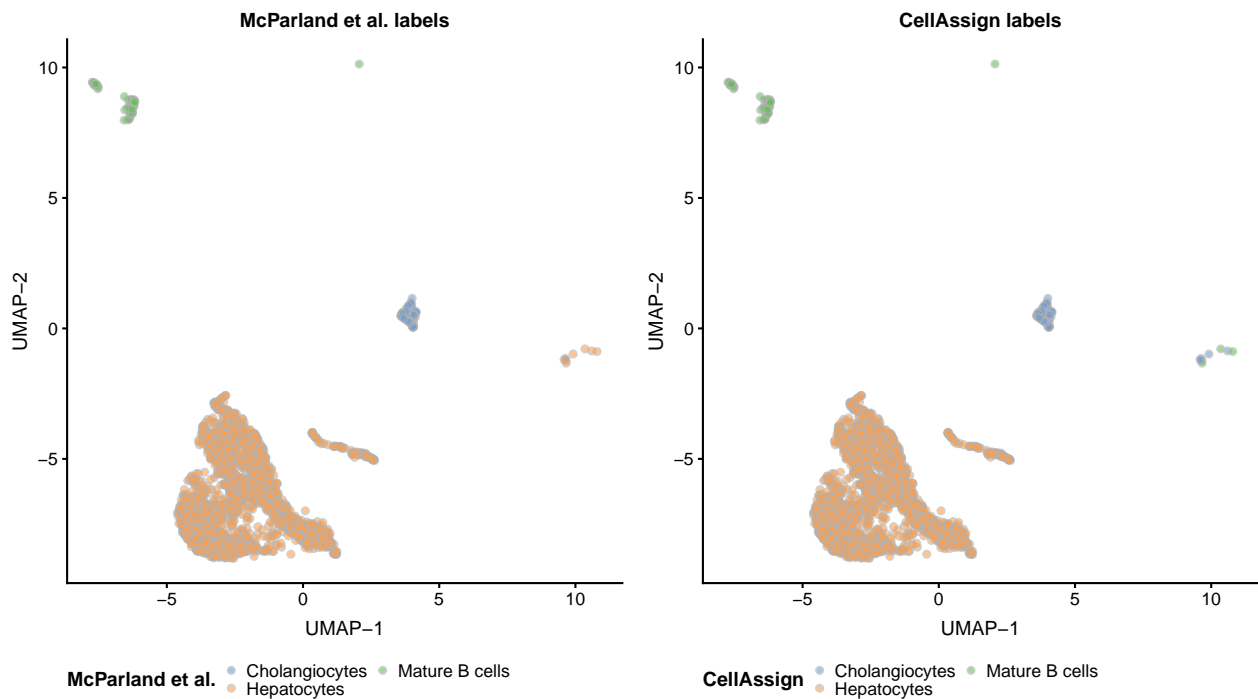 McParland et al. labels
10
5
0
−5
UMAP−2
−5
0
5
10
UMAP−1
McParland et al.
Cholangiocytes
Mature B cells
Hepatocytes
CellAssign labels
10
5
0
−5
UMAP−2
−5
0
5
10
UMAP−1
CellAssign
Cholangiocytes
Mature B cells
Hepatocytes